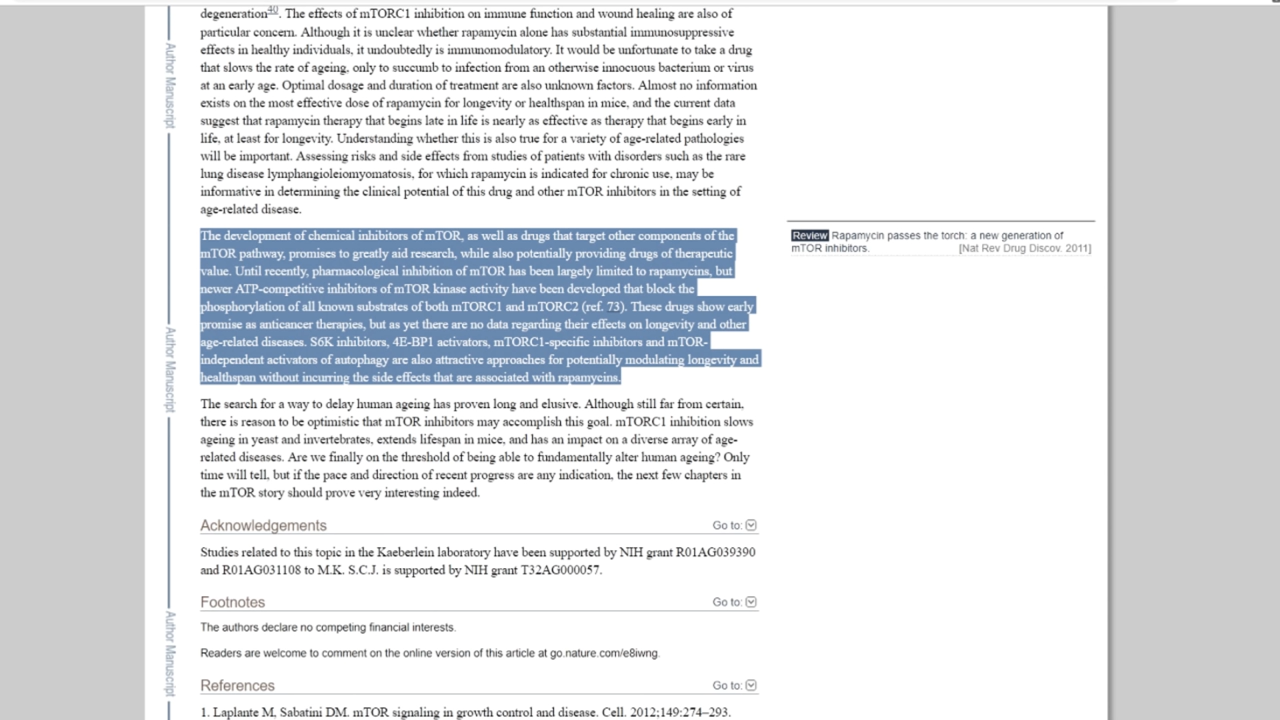 degeneration40. The effects of mTORC1 inhibition on immune function and wound healing are also of
particular concern. Although it is unclear whether rapamycin alone has substantial immunosuppressive
effects in healthy individuals, it undoubtedly is immunomodulatory. It would be unfortunate to take a drug
that slows the rate of ageing, only to succumb to infection from an otherwise innocuous bacterium or virus
at an early age. Optimal dosage and duration of treatment are also unknown factors. Almost no information
exists on the most effective dose of rapamycin for longevity or healthspan in mice, and the current data
suggest that rapamycin therapy that begins late in life is nearly as effective as therapy that begins early in
life, at least for longevity. Understanding whether this is also true for a variety of age-related pathologies
will be important. Assessing risks and side effects from studies of patients with disorders such as the rare
lung disease lymphangioleiomyomatosis, for which rapamycin is indicated for chronic use, may be
informative in determining the clinical potential of this drug and other mTOR inhibitors in the setting of
age-related disease.
The development of chemical inhibitors of mTOR, as well as drugs that target other components of the
mTOR pathway, promises to greatly aid research, while also potentially providing drugs of therapeutic
value. Until recently, pharmacological inhibition of mTOR has been largely limited to rapamycins, but
newer ATP-competitive inhibitors of mTOR kinase activity have been developed that block the
phosphorylation of all known substrates of both mTORC1 and mTORC2 (ref. 73). These drugs show early
promise as anticancer therapies, but as yet there are no data regarding their effects on longevity and other
age-related diseases. S6K inhibitors, 4E-BP1 activators, mTORC1-specific inhibitors and mTOR-
independent activators of autophagy are also attractive approaches for potentially modulating longevity and
healthspan without incurring the side effects that are associated with rapamycins.
The search for a way to delay human ageing has proven long and elusive. Although still far from certain,
there is reason to be optimistic that mTOR inhibitors may accomplish this goal. mTORC1 inhibition slows
ageing in yeast and invertebrates, extends lifespan in mice, and has an impact on a diverse array of age-
related diseases. Are we finally on the threshold of being able to fundamentally alter human ageing? Only
time will tell, but if the pace and direction of recent progress are any indication, the next few chapters in
the mTOR story should prove very interesting indeed.
Acknowledgements Go to:
Studies related to this topic in the Kaeberlein laboratory have been supported by NIH grant R01AG039390
and R01AG031108 to M.K. S.C.J. is supported by NIH grant T32AG000057.
Footnotes Go to:
The authors declare no competing financial interests.
Readers are welcome to comment on the online version of this article at go.nature.com/e8iwng.
References Go to:
1. Laplante M, Sabatini DM. mTOR signaling in growth control and disease. Cell. 2012;149:274–293.
Review Rapamycin passes the torch: a new generation of
mTOR inhibitors. [Nat Rev Drug Discov. 2011]
Author Manuscript
Author Manuscript
Author Manuscript